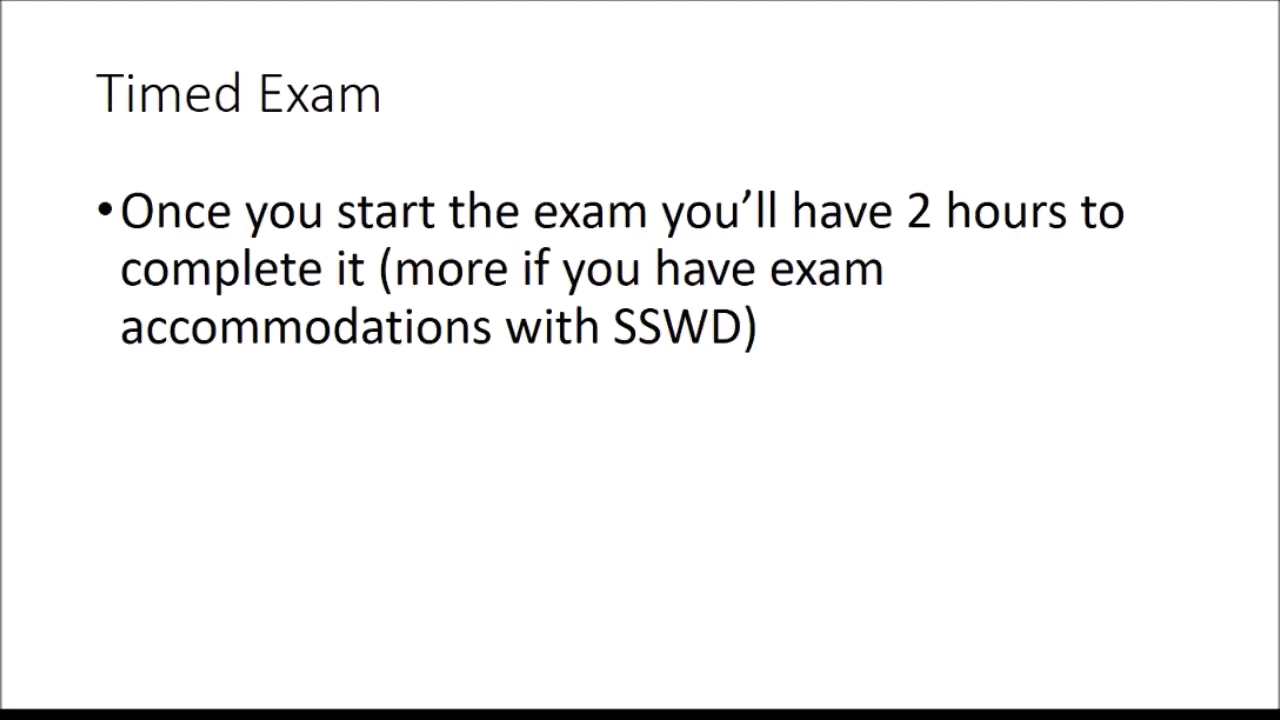 Timed Exam
•Once you start the exam you’ll have 2 hours to
complete it (more if you have exam
accommodations with SSWD)